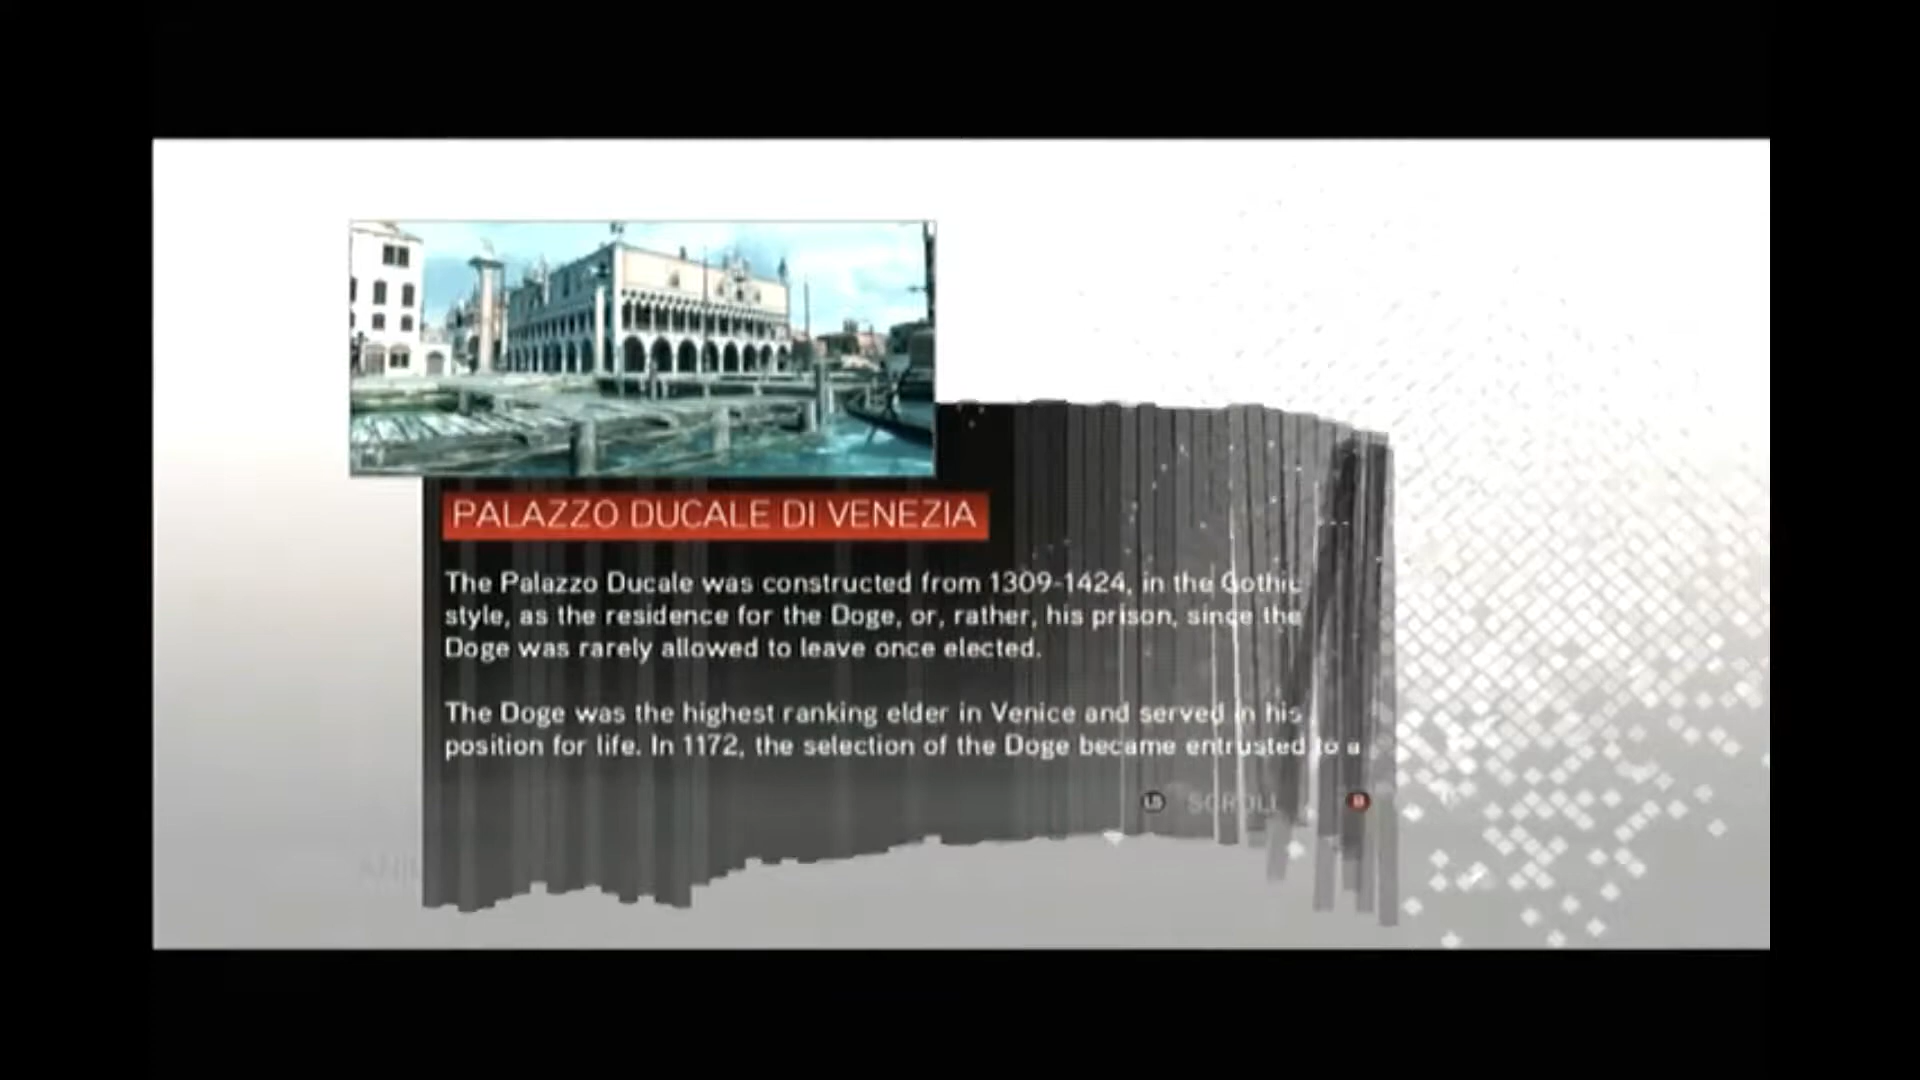 PALAZZO DUCALE DI VENEZIA
The Palazzo Ducale was constructed from 1309-1424, in the Gothic
style, as the residence for the Doge, or, rather, his prison, since the
Doge was rarely allowed to leave once elected.
The Doge was the highest ranking elder in Venice and served in his
position for life. In 1172, the selection of the Doge became entrusted to a
LS SCROLL B